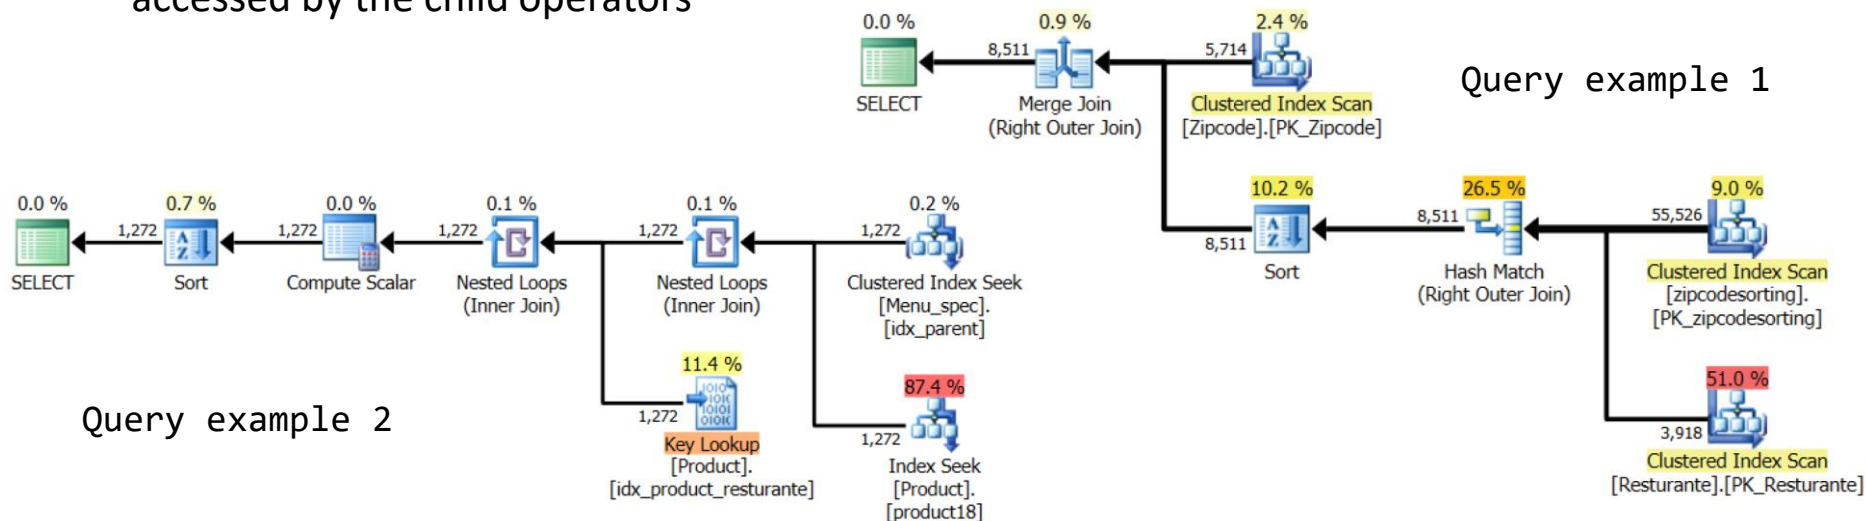 accessed by the child operators
0.0 %
0.9 %
2.4 %
8,511
5,714
SELECT
Merge Join
(Right Outer Join)
Clustered Index Scan
[Zipcode].[PK_Zipcode]
Query example 1
10.2 %
26.5 %
9.0 %
8,511
8,511
55,526
Sort
Hash Match
(Right Outer Join)
Clustered Index Scan
[zipcodesorting].
[PK_zipcodesorting]
51.0 %
3,918
Clustered Index Scan
[Resturante].[PK_Resturante]
0.0 %
0.7 %
0.0 %
0.1 %
0.1 %
0.2 %
1,272
1,272
1,272
1,272
1,272
SELECT
Sort
Compute Scalar
Nested Loops
(Inner Join)
Nested Loops
(Inner Join)
Clustered Index Seek
[Menu_spec].
[idx_parent]
11.4 %
1,272
Key Lookup
[Product].
[idx_product_resturante]
87.4 %
1,272
Index Seek
[Product].
[product18]
Query example 2